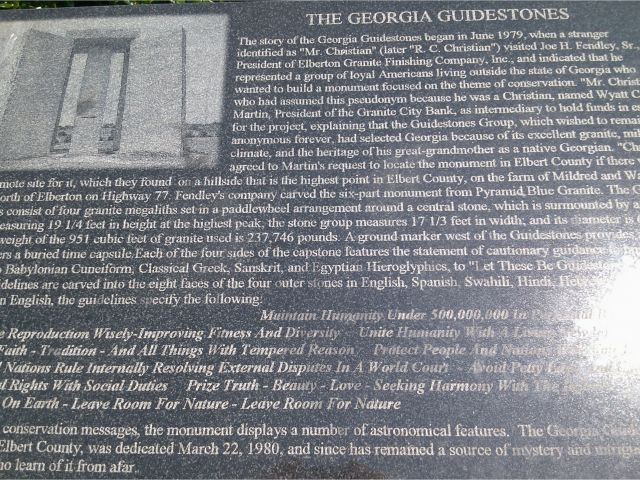 THE GEORGIA GUIDESTONES
The story of the Georgia Guidestones began in June 1979, when a stranger
identified as "Mr. Christian" (later "R. C. Christian") visited Joe H. Fendley, Sr.
President of Elberton Granite Finishing Company, Inc., and indicated that he
represented a group of loyal Americans living outside the state of Georgia who
wanted to build a monument focused on the theme of conservation. "Mr. Christ
who had assumed this pseudonym because he was a Christian, named Wyatt C
Martin, President of the Granite City Bank, as intermediary to hold funds in
for the project, explaining that the Guidestones Group, which wished to remai
anonymous forever, had selected Georgia because of its excellent granite,
climate, and the heritage of his great-grandmother as a native Georgian. "Ch
agreed to Martin's request to locate the monument in Elbert County if there
mote site for it, which they found on a hillside that is the highest point in Elbert County, on the farm of Mildred and Wa
orth of Elberton on Highway 77. Fendley's company carved the six-part monument from Pyramid Blue Granite. The
s consist of four granite megaliths set in a paddlewheel arrangement around a central stone, which is surmounted by a
easuring 19 1/4 feet in height at the highest peak, the stone group measures 17 1/3 feet in width, and its diameter is
weight of the 951 cubic feet of granite used is 237,746 pounds. A ground marker west of the Guidestones provides
ers a buried time capsule.Each of the four sides of the capstone features the statement of cautionary guidance
Babylonian Cuneiform, Classical Greek, Sanskrit, and Egyptian Hieroglyphics, to "Let These Be
idelines are carved into the eight faces of the four outer stones in English, Spanish, Swahili, Hindi,
n English, the guidelines specify the following:
Maintain Humanity Under 500,000,000 In
e Reproduction Wisely-Improving Fitness And Diversity Unite Humanity With A
Faith - Tradition - And All Things With Tempered Reason Protect People And
Nations Rule Internally Resolving External Disputes In A World Court - Avoid Petty
l Rights With Social Duties Prize Truth - Beauty - Love - Seeking Harmony With The
On Earth - Leave Room For Nature - Leave Room For Nature
conservation messages, the monument displays a number of astronomical features. The Georgia
Elbert County, was dedicated March 22, 1980, and since has remained a source of mystery and
ho learn of it from afar.